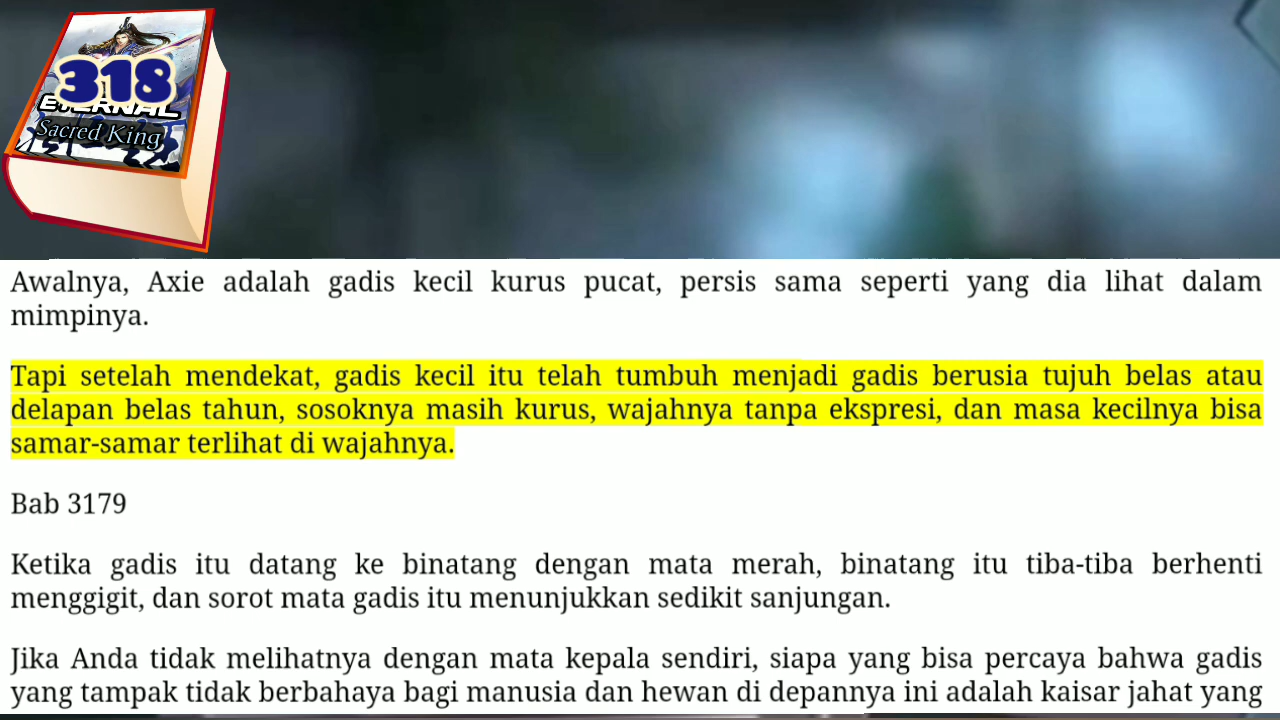 318
ETERNAL
Sacred King
Awalnya, Axie adalah gadis kecil kurus pucat, persis sama seperti yang dia lihat dalam
mimpinya.
Tapi setelah mendekat, gadis kecil itu telah tumbuh menjadi gadis berusia tujuh belas atau
delapan belas tahun, sosoknya masih kurus, wajahnya tanpa ekspresi, dan masa kecilnya bisa
samar-samar terlihat di wajahnya.
Bab 3179
Ketika gadis itu datang ke binatang dengan mata merah, binatang itu tiba-tiba berhenti
menggigit, dan sorot mata gadis itu menunjukkan sedikit sanjungan.
Jika Anda tidak melihatnya dengan mata kepala sendiri, siapa yang bisa percaya bahwa gadis
yang tampak tidak berbahaya bagi manusia dan hewan di depannya ini adalah kaisar jahat yang